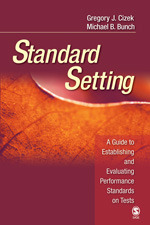 Gregory J. Cizek
Michael B. Bunch
Standard
Setting
A Guide to
Establishing
and
Evaluating
Performance
Standards
on Tests